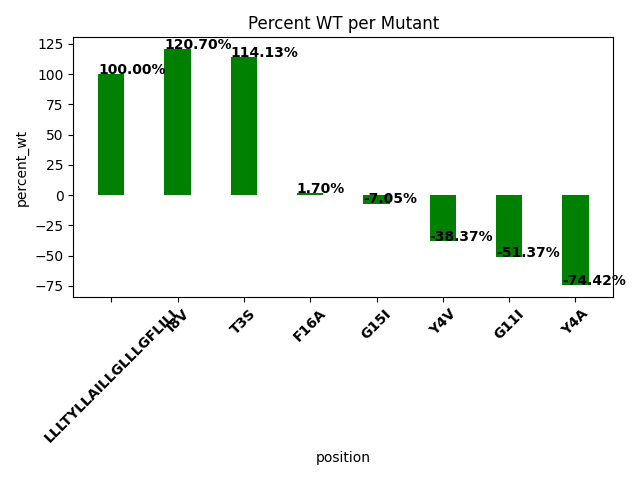 Percent WT per Mutant
percent_wt
125
100
75
50
25
0
−25
−50
−75
100.00%
120.70%
114.13%
1.70%
-7.05%
-38.37%
-51.37%
-74.42%
LLLTYLLAILLGLLLGFLILL
I8V
T3S
F16A
G15I
Y4V
G11I
Y4A
position